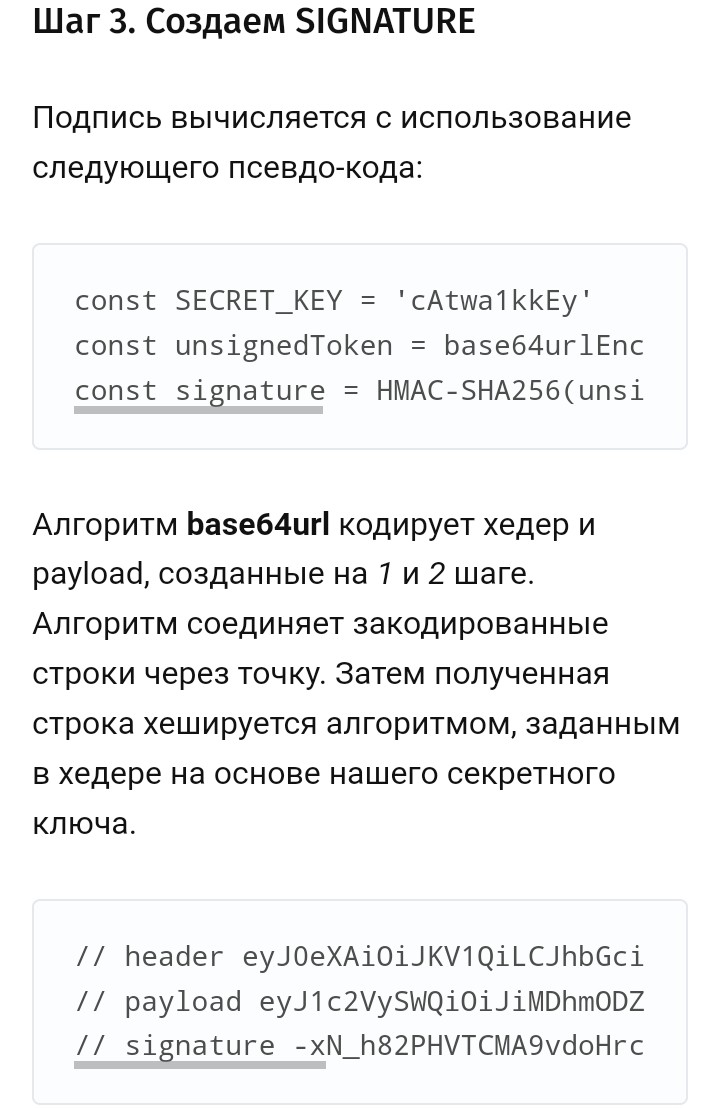 Шаг 3. Создаем SIGNATURE
Подпись вычисляется с использование
следующего псевдо-кода:
const SECRET_KEY = 'cAtwa1kkEy'
const unsignedToken = base64urlEnc
const signature = HMAC-SHA256(unsi
Алгоритм base64url кодирует хедер и
payload, созданные на 1 и 2 шаге.
Алгоритм соединяет закодированные
строки через точку. Затем полученная
строка хешируется алгоритмом, заданным
в хедере на основе нашего секретного
ключа.
// header eyJ0eXAiOiJKV1QiLCJhbGci
// payload eyJ1c2VySWQiOiJiMDhmODZ
// signature -xN_h82PHVTCMA9vdoHrc